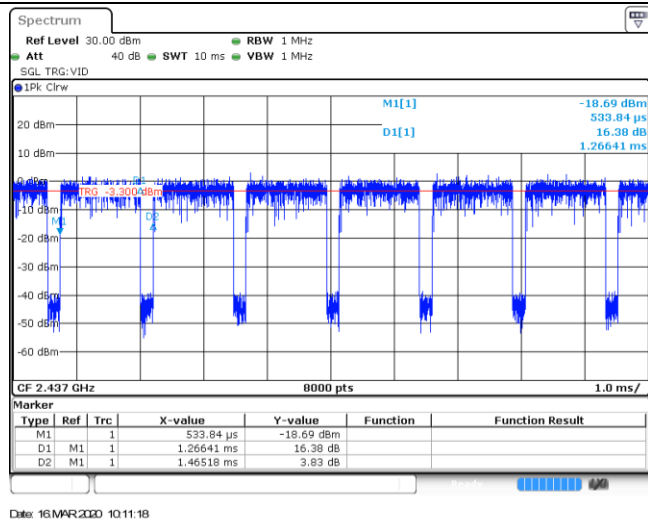 Spectrum
Ref Level 30.00 dBm RBW 1 MHz
Att 40 dB SWT 10 ms VBW 1 MHz
SGL TRG:VID
1Pk Clrw
M1[1] -18.69 dBm
533.84 µs
D1[1] 16.38 dB
1.26641 ms
20 dBm
10 dBm
0 dBm
D1
TRG -3.300 dBm
-10 dBm
M1
D2
-20 dBm
-30 dBm
-40 dBm
-50 dBm
-60 dBm
CF 2.437 GHz 8000 pts 1.0 ms/
Marker
Type Ref Trc X-value Y-value Function Function Result
M1 1 533.84 µs -18.69 dBm
D1 M1 1 1.26641 ms 16.38 dB
D2 M1 1 1.46518 ms 3.83 dB
Ready
Date: 16.MAR.2020 10:11:18